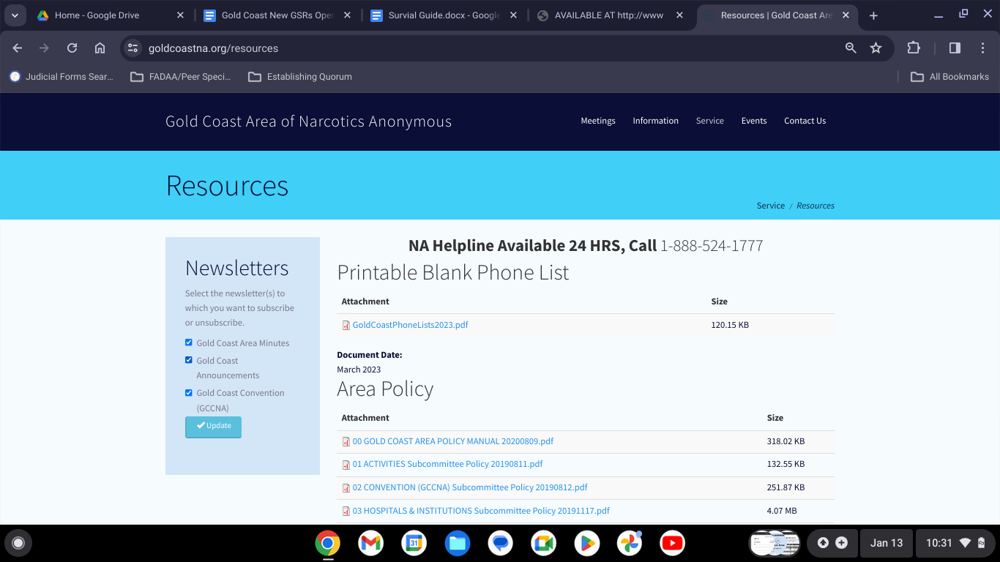 Home - Google Drive
Gold Coast New GSRs Oper
Survial Guide.docx - Google
AVAILABLE AT http://www
Resources | Gold Coast Are
goldcoastna.org/resources
Judicial Forms Sear...
FADAA/Peer Speci...
Establishing Quorum
All Bookmarks
Gold Coast Area of Narcotics Anonymous
Meetings
Information
Service
Events
Contact Us
Resources
Service / Resources
Newsletters
Select the newsletter(s) to
which you want to subscribe
or unsubscribe.
Gold Coast Area Minutes
Gold Coast
Announcements
Gold Coast Convention
(GCCNA)
Update
NA Helpline Available 24 HRS, Call 1-888-524-1777
Printable Blank Phone List
Attachment Size
GoldCoastPhoneLists2023.pdf 120.15 KB
Document Date:
March 2023
Area Policy
Attachment Size
00 GOLD COAST AREA POLICY MANUAL 20200809.pdf 318.02 KB
01 ACTIVITIES Subcommittee Policy 20190811.pdf 132.55 KB
02 CONVENTION (GCCNA) Subcommittee Policy 20190812.pdf 251.87 KB
03 HOSPITALS & INSTITUTIONS Subcommittee Policy 20191117.pdf 4.07 MB
31
Jan 13
10:31